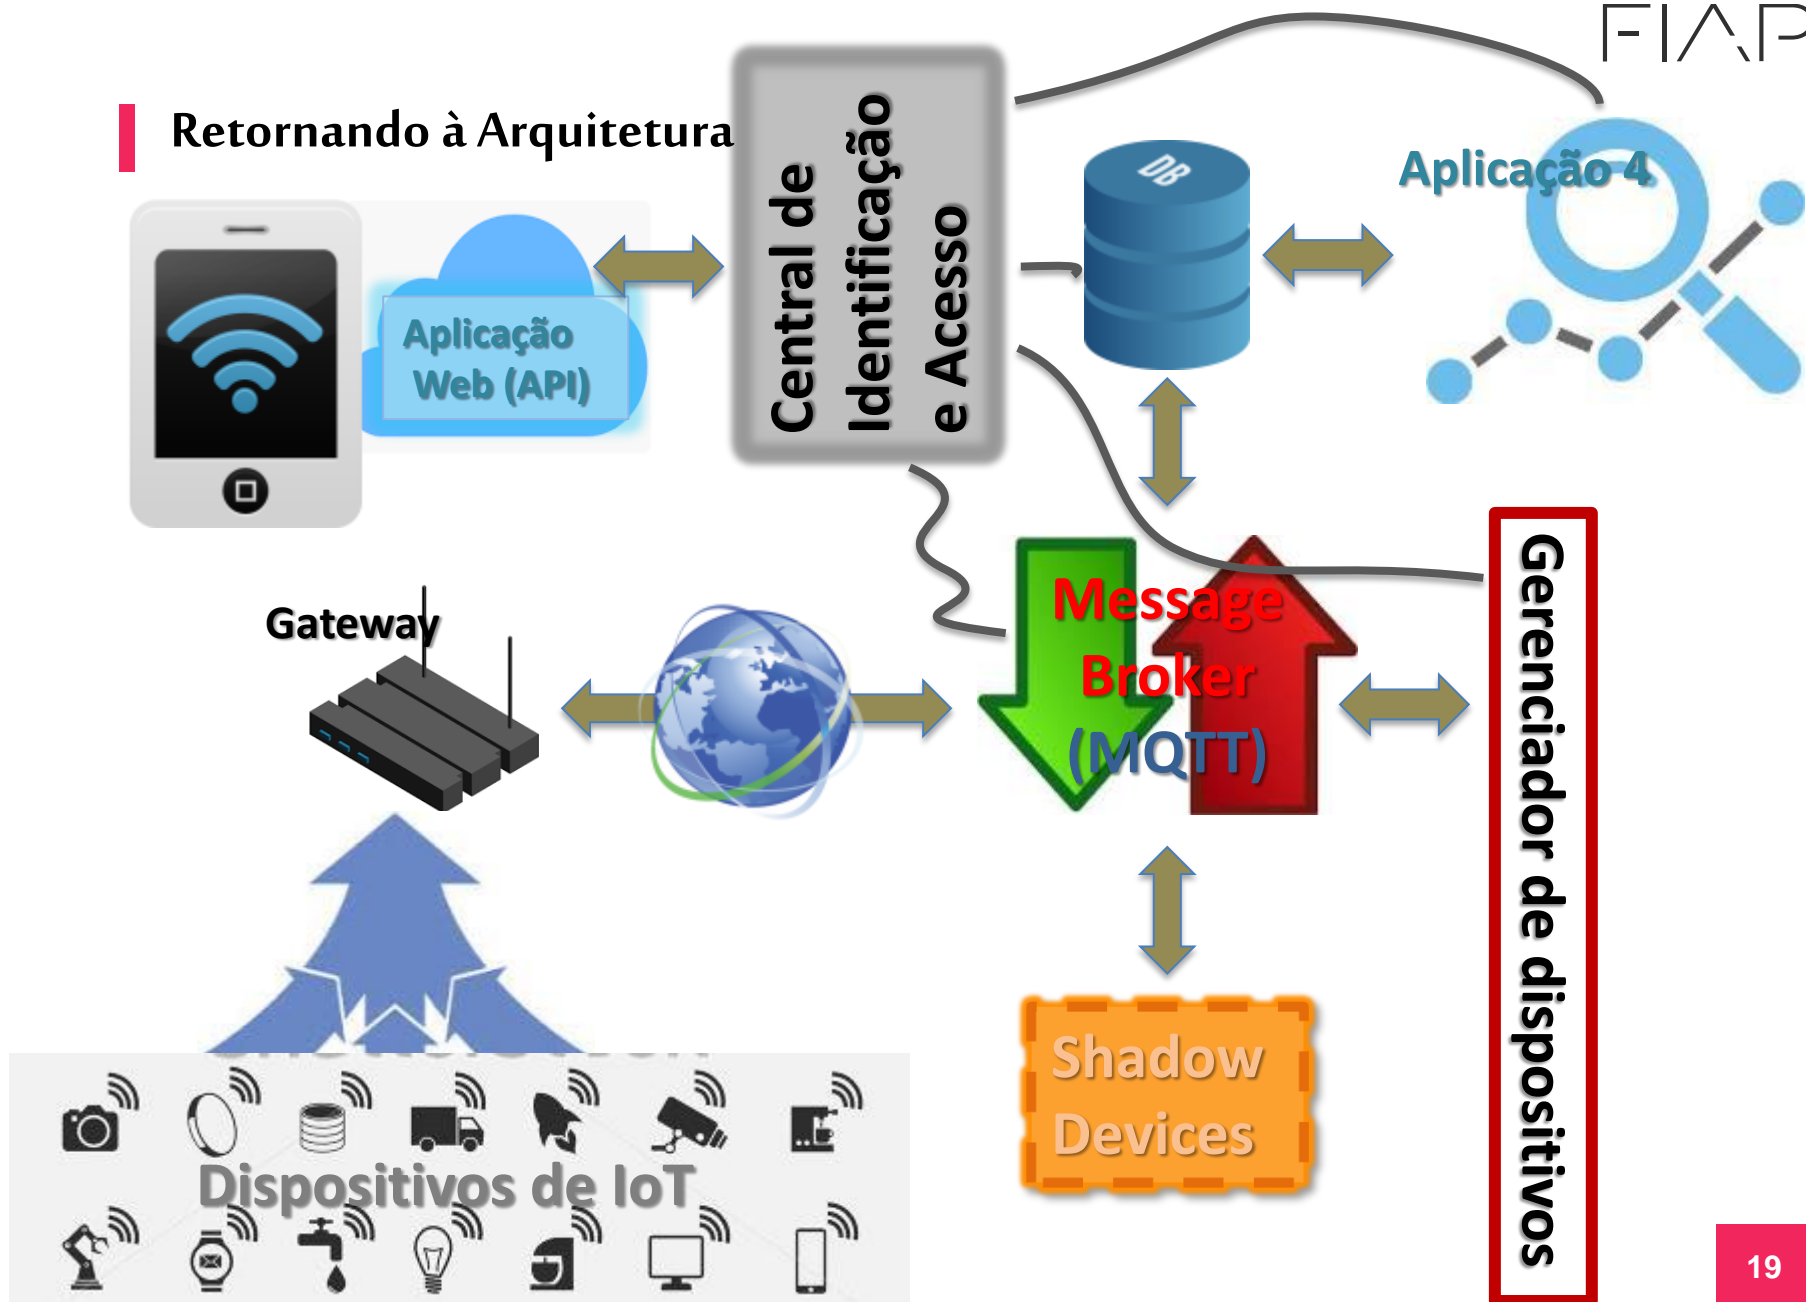 FIAP
Retornando à Arquitetura
Central de
Identificação
e Acesso
DB
Aplicação 4
Aplicação
Web (API)
Gateway
Message
Broker
(MQTT)
Gerenciador de dispositivos
Shadow
Devices
Dispositivos de IoT
19